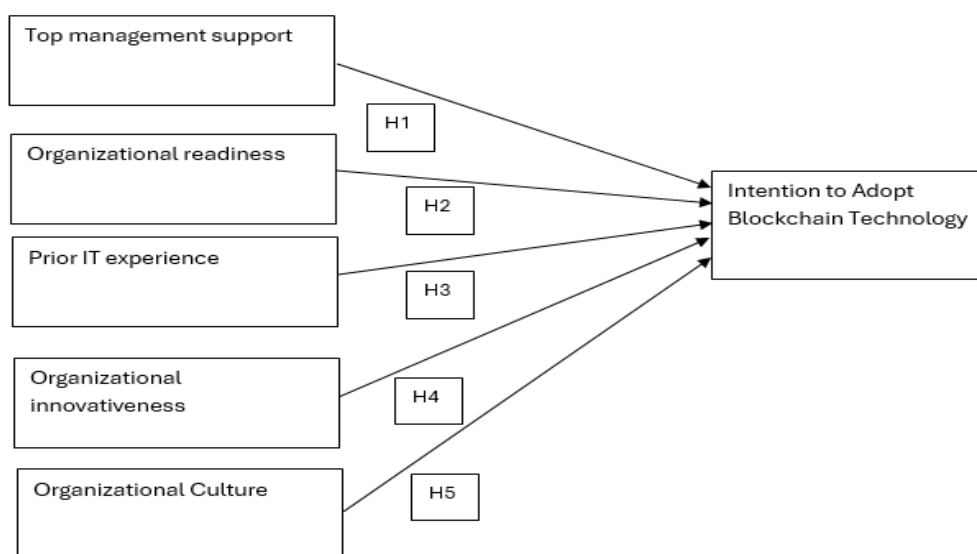 Top management support
H1
Organizational readiness
H2
Intention to Adopt
Blockchain Technology
Prior IT experience
H3
Organizational
innovativeness
H4
Organizational Culture
H5